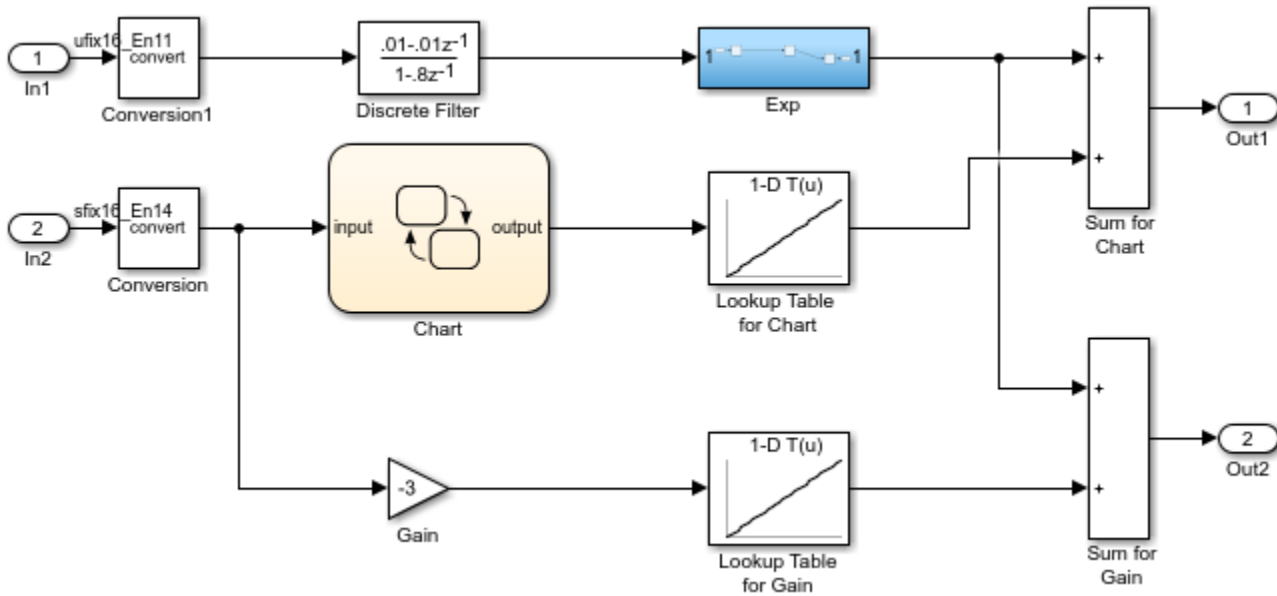 ufix16_En11
1
convert
In1
Conversion1
.01-.01z-1
1-.8z-1
Discrete Filter
1
1
Exp
+
+
Sum for
Chart
1
Out1
sfix16_En14
2
convert
In2
Conversion
input
output
Chart
1-D T(u)
Lookup Table
for Chart
-3
Gain
1-D T(u)
Lookup Table
for Gain
+
+
Sum for
Gain
2
Out2